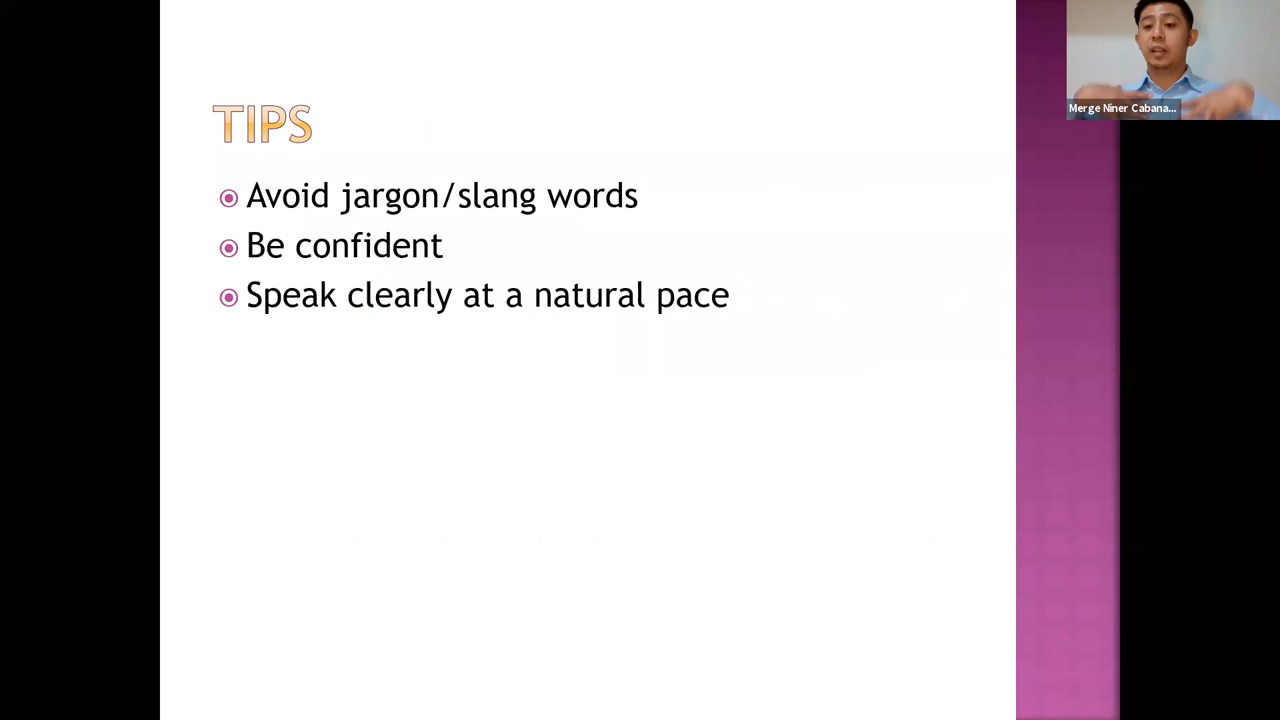 TIPS
Avoid jargon/slang words
Be confident
Speak clearly at a natural pace
Merge Niner Cabana...